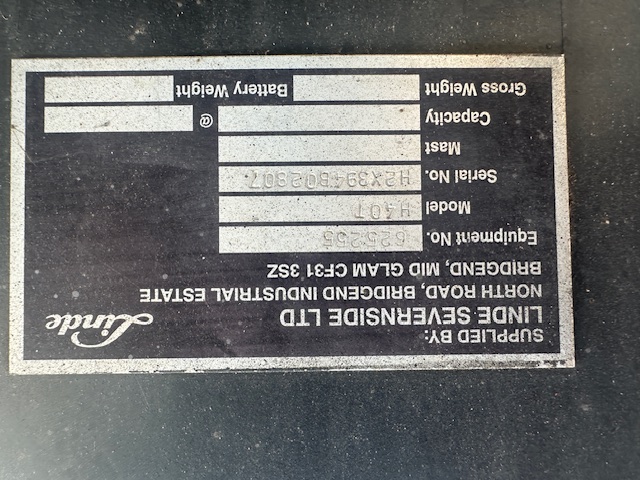 SUPPLIED BY:
LINDE SEVERNSIDE LTD
NORTH ROAD, BRIDGEND INDUSTRIAL ESTATE
BRIDGEND, MID GLAM CF31 3SZ
Linde
Equipment No. 625255
Model H40T
Serial No. H2X394B02807
Mast
Capacity @
Gross Weight Battery Weight